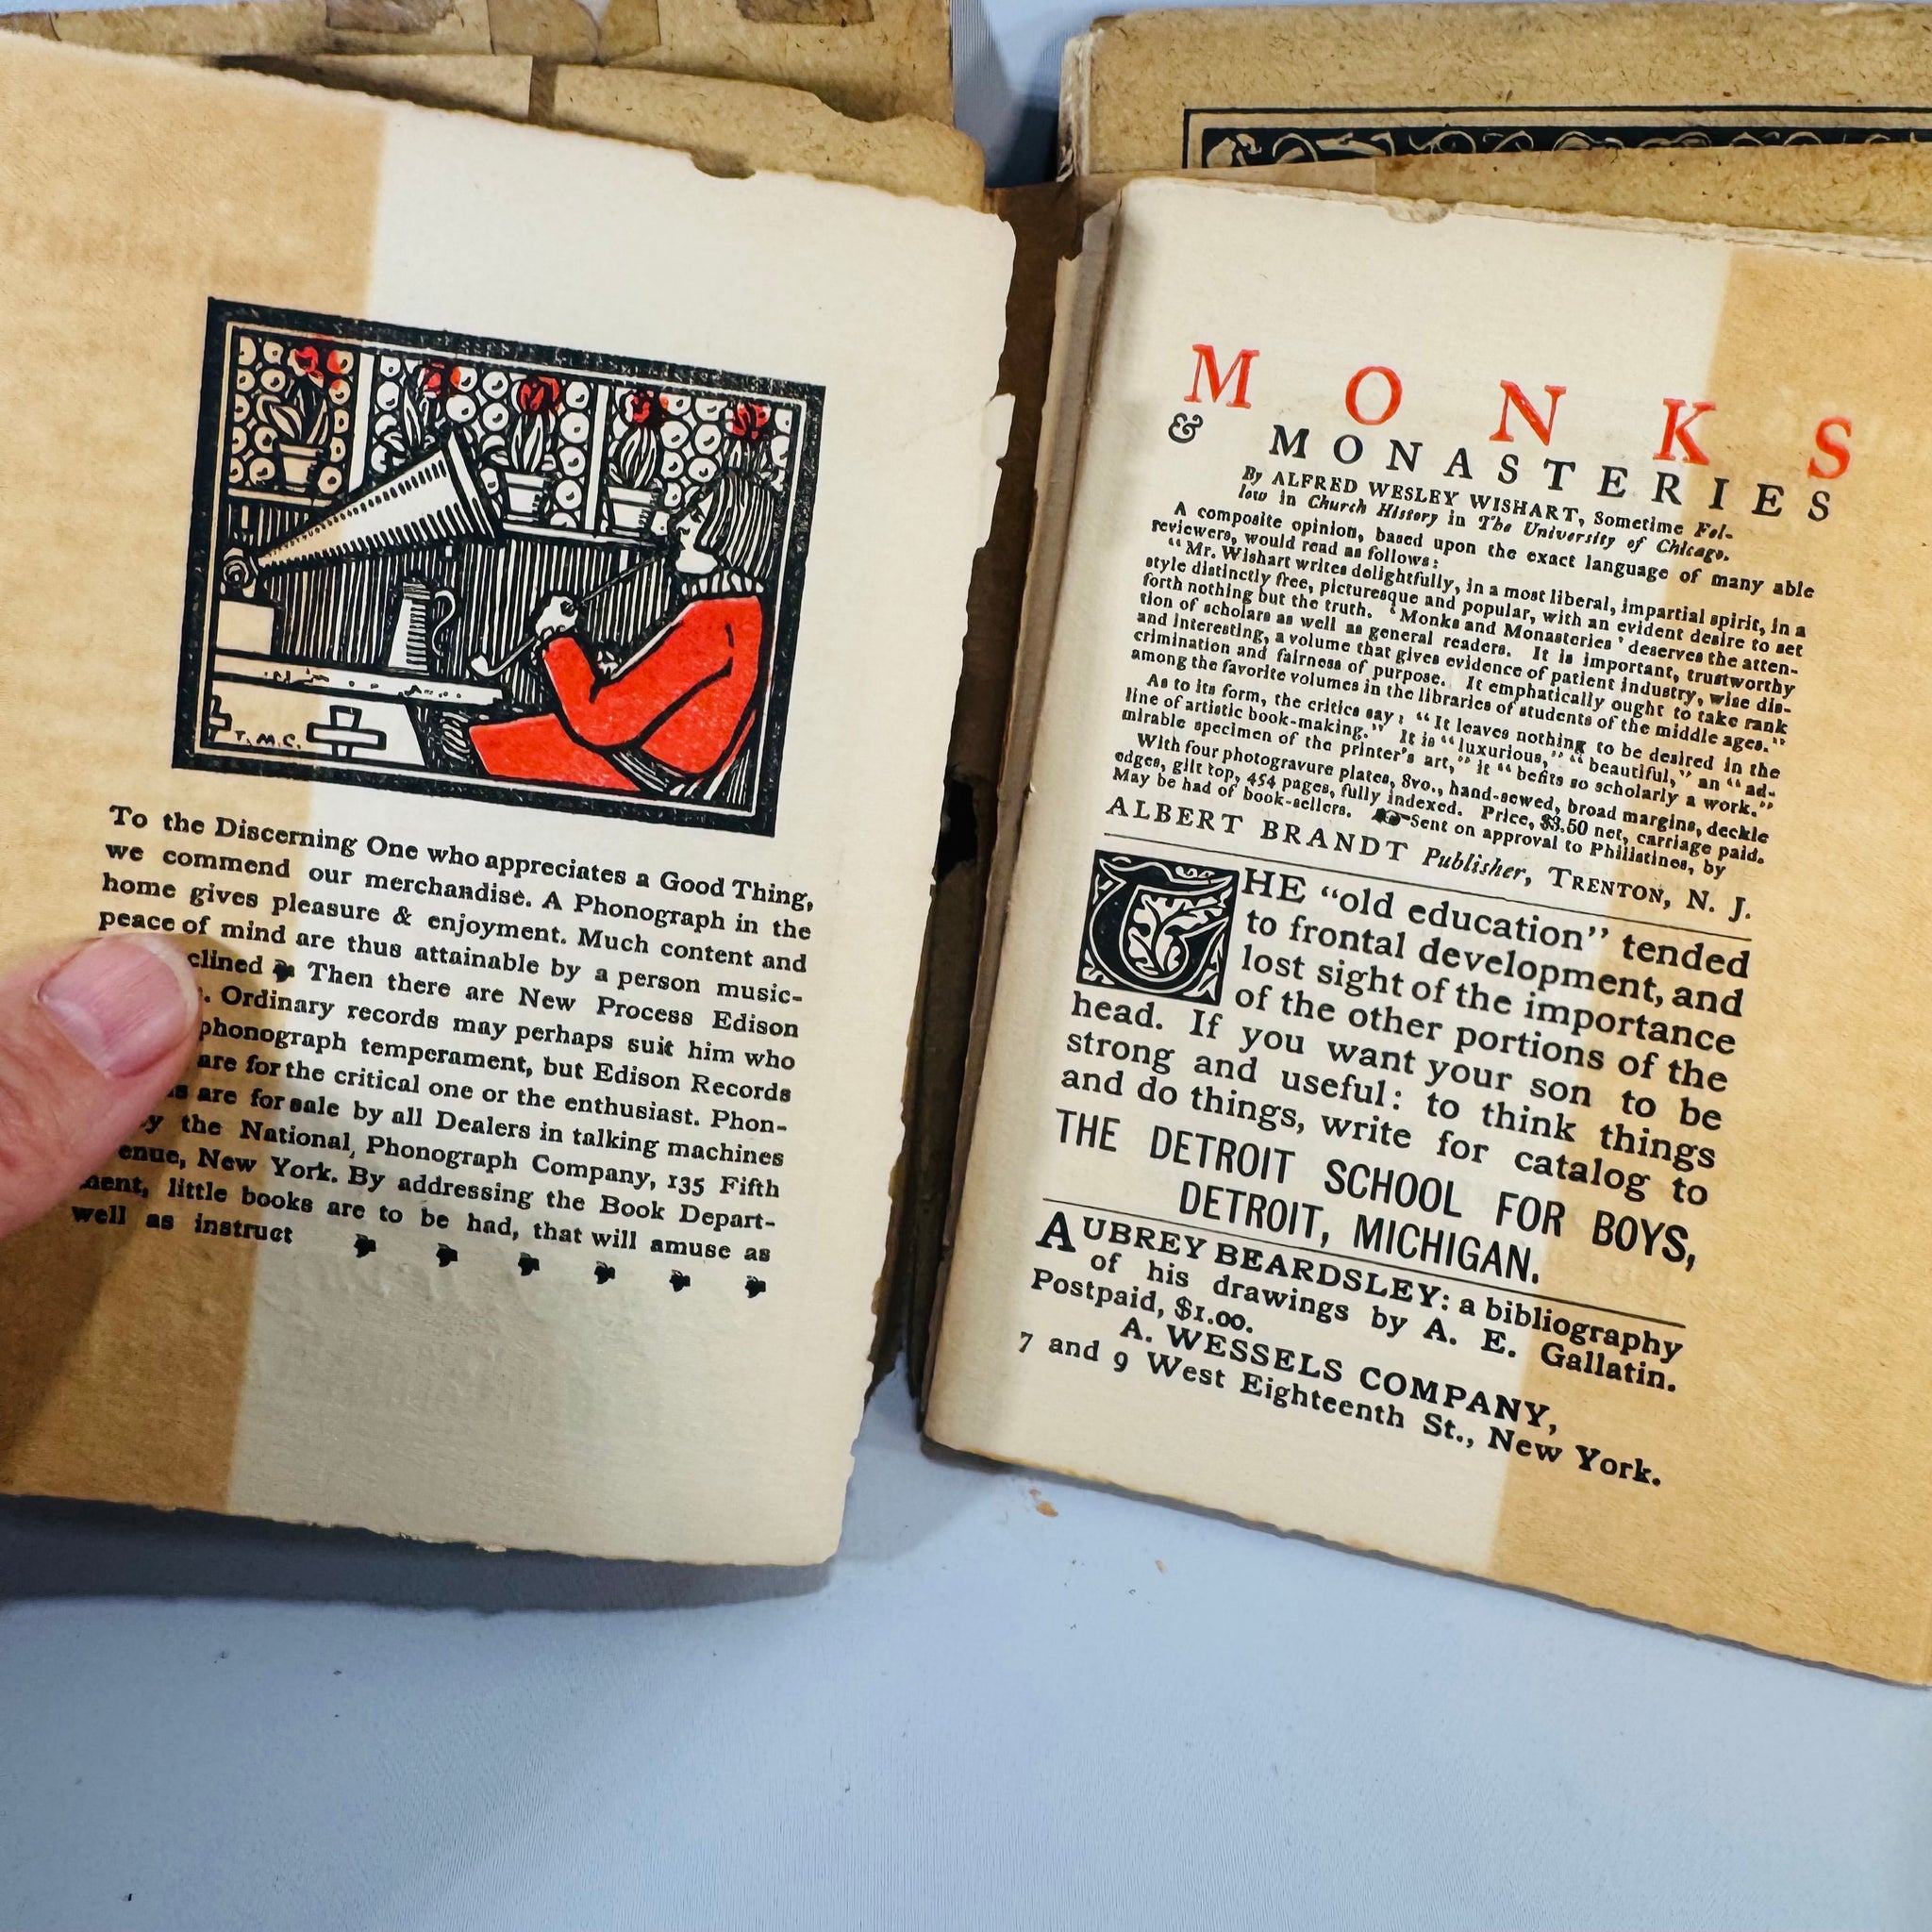 T. M. C.
To the Discerning One who appreciates a Good Thing,
we commend our merchandise. A Phonograph in the
home gives pleasure & enjoyment. Much content and
peace of mind are thus attainable by a person music-
clined Then there are New Process Edison
. Ordinary records may perhaps suit him who
phonograph temperament, but Edison Records
are for the critical one or the enthusiast. Phon-
are for sale by all Dealers in talking machines
by the National Phonograph Company, 135 Fifth
enue, New York. By addressing the Book Depart-
ment, little books are to be had, that will amuse as
well as instruct
MONKS
& MONASTERIES
By ALFRED WESLEY WISHART, Sometime Fel-
low in Church History in The University of Chicago.
A composite opinion, based upon the exact language of many able
reviewers, would read as follows:
"Mr. Wishart writes delightfully, in a most liberal, impartial spirit, in a
style distinctly free, picturesque and popular, with an evident desire to set
forth nothing but the truth. 'Monks and Monasteries' deserves the atten-
tion of scholars as well as general readers. It is important, trustworthy
and interesting, a volume that gives evidence of patient industry, wise dis-
crimination and fairness of purpose. It emphatically ought to take rank
among the favorite volumes in the libraries of students of the middle ages."
As to its form, the critics say; "It leaves nothing to be desired in the
line of artistic book-making." It is "luxurious," "beautiful," an "ad-
mirable specimen of the printer's art," it "befits so scholarly a work."
With four photogravure plates, 8vo., hand-sewed, broad margins, deckle
edges, gilt top, 454 pages, fully indexed. Price, $3.50 net, carriage paid.
May be had of book-sellers. Sent on approval to Philistines, by
ALBERT BRANDT Publisher, TRENTON, N. J.
THE "old education" tended
to frontal development, and
lost sight of the importance
of the other portions of the
head. If you want your son to be
strong and useful: to think things
and do things, write for catalog to
THE DETROIT SCHOOL FOR BOYS,
DETROIT, MICHIGAN.
AUBREY BEARDSLEY: a bibliography
of his drawings by A. E. Gallatin.
Postpaid, $1.00.
A. WESSELS COMPANY,
7 and 9 West Eighteenth St., New York.